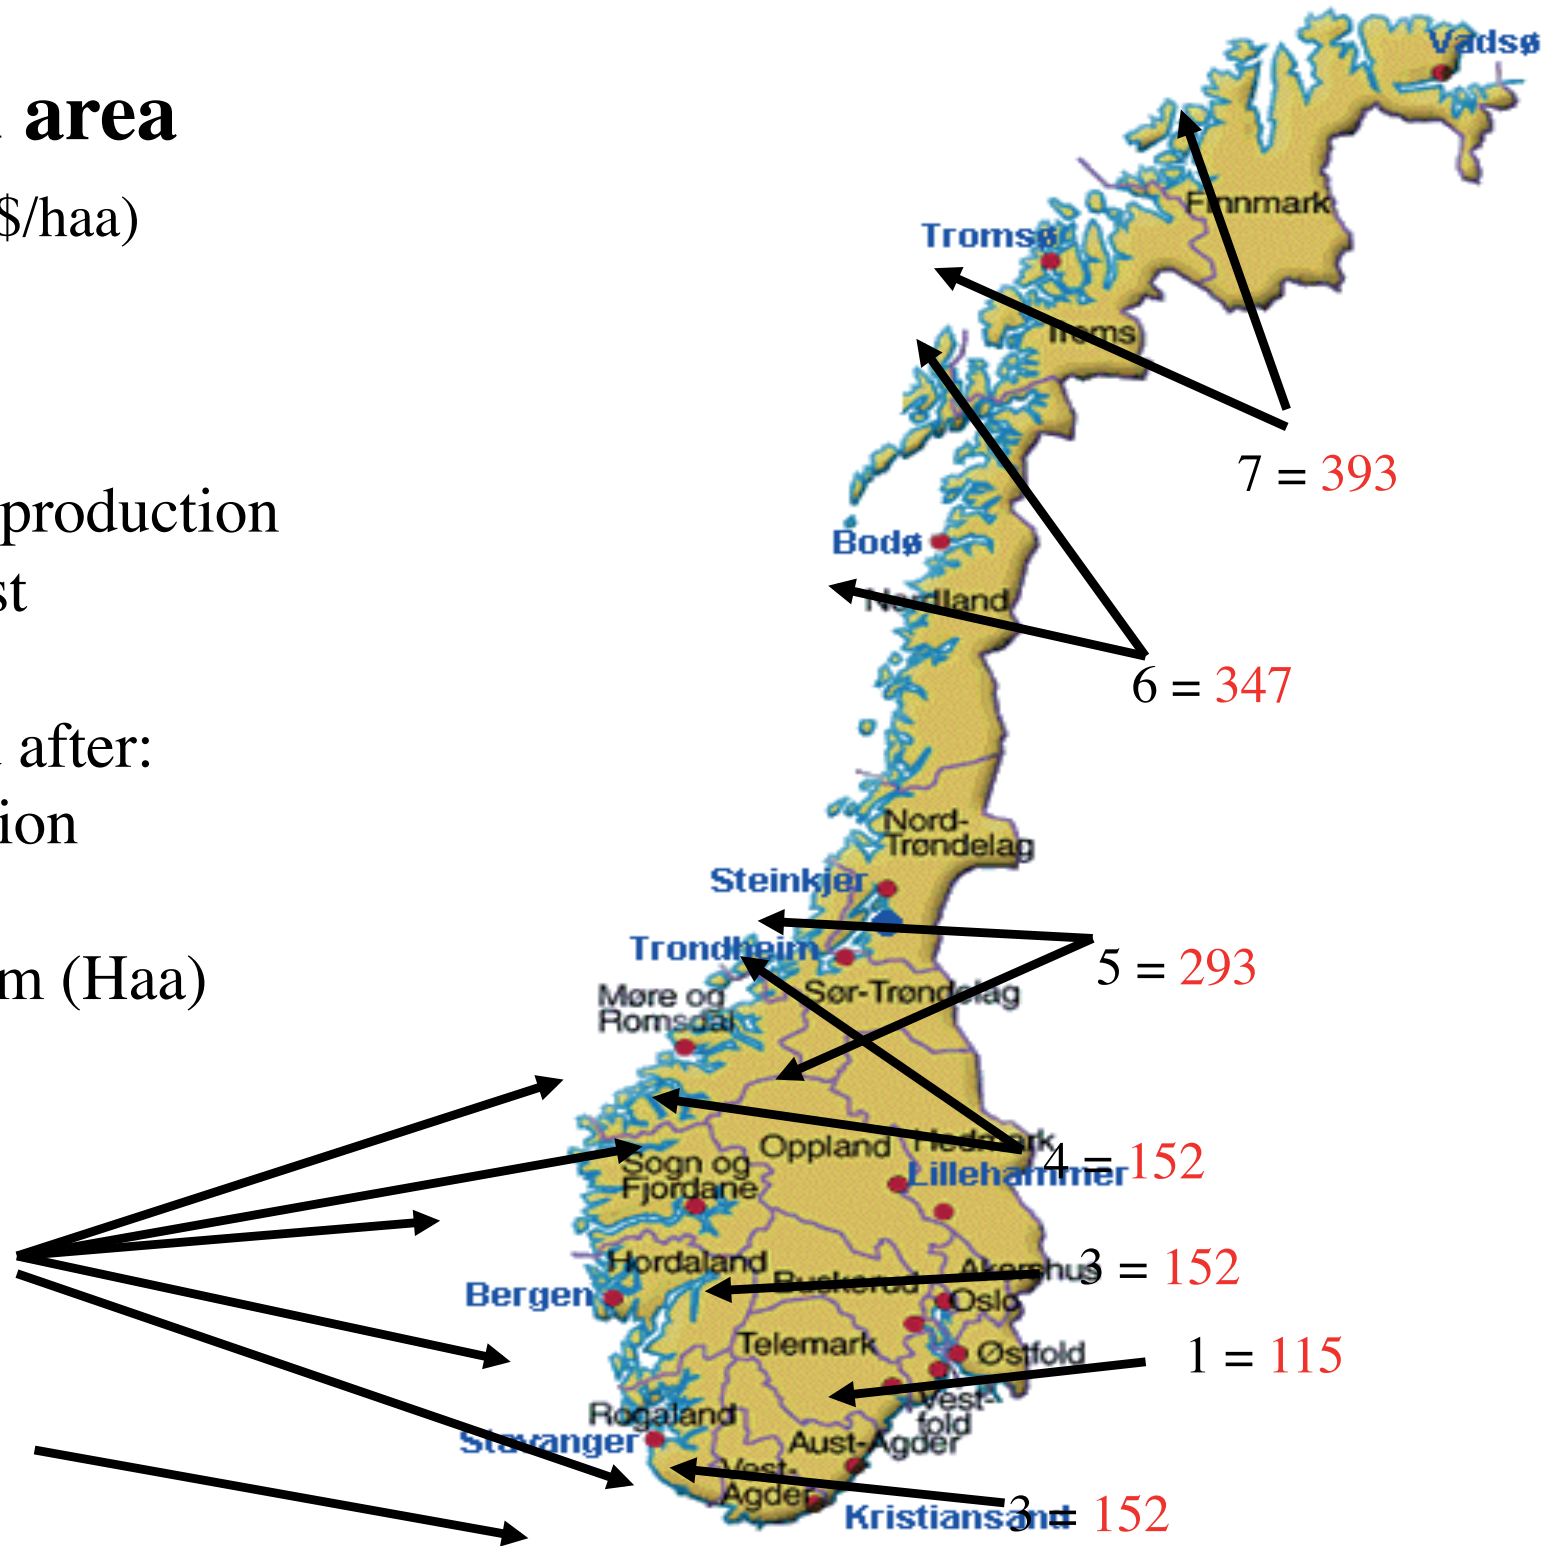 area
$/haa)
production
st
after:
ion
m (Haa)
Vadsø
Finnmark
Tromsø
Troms
7 = 393
Bodø
Nordland
6 = 347
Nord-
Trøndelag
Steinkjer
Trondheim
5 = 293
Sør-Trøndelag
Møre og
Romsdal
Oppland
Hedmark
4 = 152
Lillehammer
Sogn og
Fjordane
Hordaland
Akershus
3 = 152
Buskerud
Bergen
Oslo
Telemark
Østfold
1 = 115
Vest-
fold
Rogaland
Stavanger
Aust-Agder
Vest-
Agder
Kristiansand
3 = 152